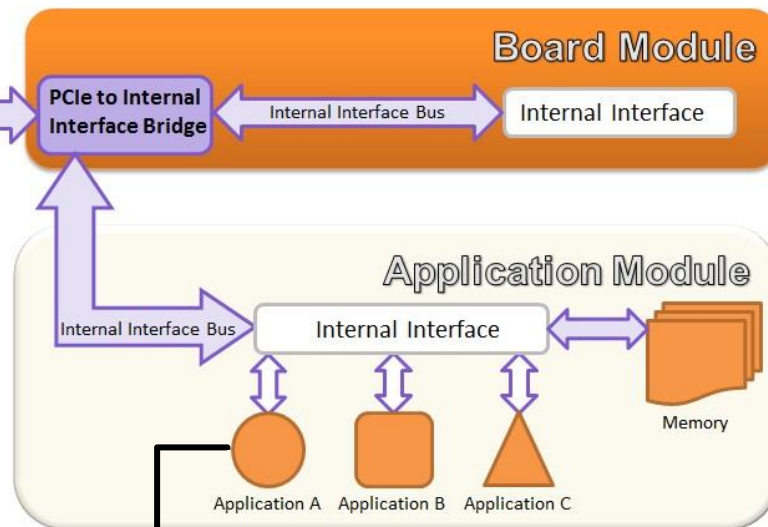 Board Module
PCIe to Internal
Interface Bridge
Internal Interface Bus
Internal Interface
Application Module
Internal Interface Bus
Internal Interface
Memory
Application A
Application B
Application C